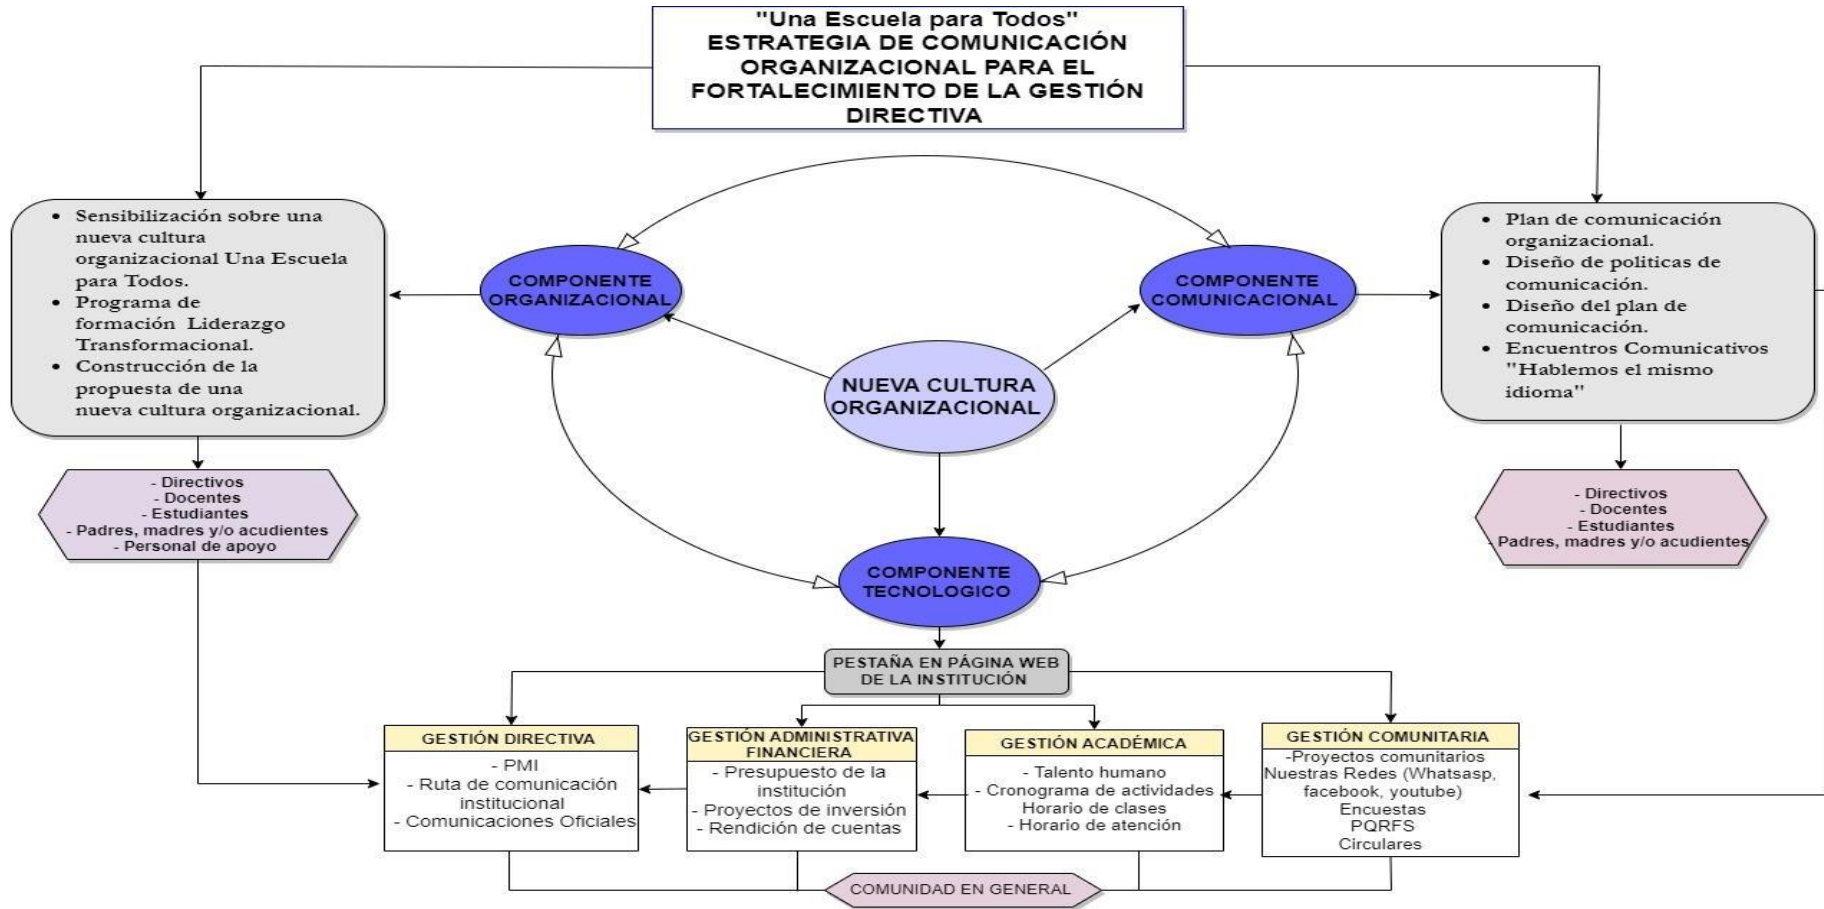 "Una Escuela para Todos"
ESTRATEGIA DE COMUNICACIÓN
ORGANIZACIONAL PARA EL
FORTALECIMIENTO DE LA GESTIÓN
DIRECTIVA
• Sensibilización sobre una
nueva cultura
organizacional Una Escuela
para Todos.
• Programa de
formación Liderazgo
Transformacional.
• Construcción de la
propuesta de una
nueva cultura organizacional.
COMPONENTE
ORGANIZACIONAL
COMPONENTE
COMUNICACIONAL
• Plan de comunicación
organizacional.
• Diseño de politicas de
comunicación.
• Diseño del plan de
comunicación.
• Encuentros Comunicativos
"Hablemos el mismo
idioma"
NUEVA CULTURA
ORGANIZACIONAL
- Directivos
- Docentes
- Estudiantes
- Padres, madres y/o acudientes
- Personal de apoyo
- Directivos
- Docentes
- Estudiantes
- Padres, madres y/o acudientes
COMPONENTE
TECNOLOGICO
PESTAÑA EN PÁGINA WEB
DE LA INSTITUCIÓN
GESTIÓN DIRECTIVA
- PMI
- Ruta de comunicación
institucional
- Comunicaciones Oficiales
GESTIÓN ADMINISTRATIVA
FINANCIERA
- Presupuesto de la
institución
- Proyectos de inversión
- Rendición de cuentas
GESTIÓN ACADÉMICA
- Talento humano
- Cronograma de actividades
Horario de clases
- Horario de atención
GESTIÓN COMUNITARIA
-Proyectos comunitarios
Nuestras Redes (Whatsasp,
facebook, youtube)
Encuestas
PQRFS
Circulares
COMUNIDAD EN GENERAL